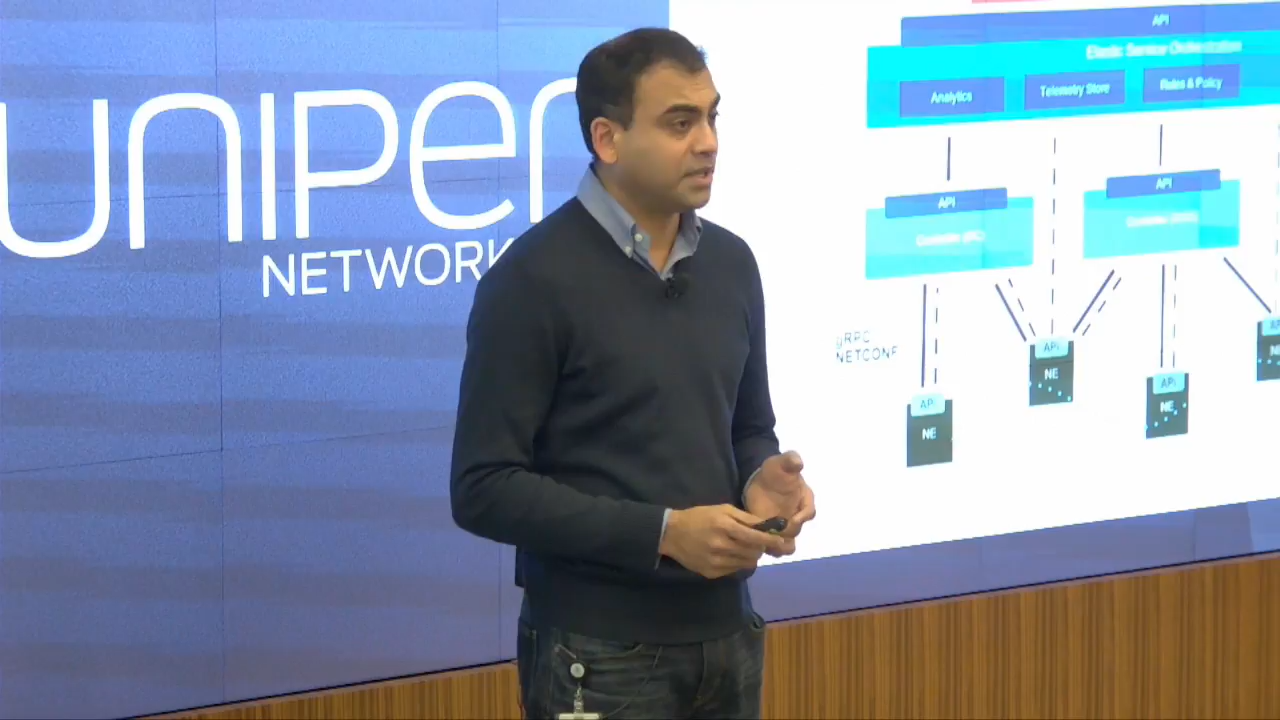 unIPer
NETWORK
API
Elastic Service Orchestration
Analytics
Telemetry Store
Rules & Policy
API
API
gRPC
NETCONF
API
NE
API
NE
API
NE